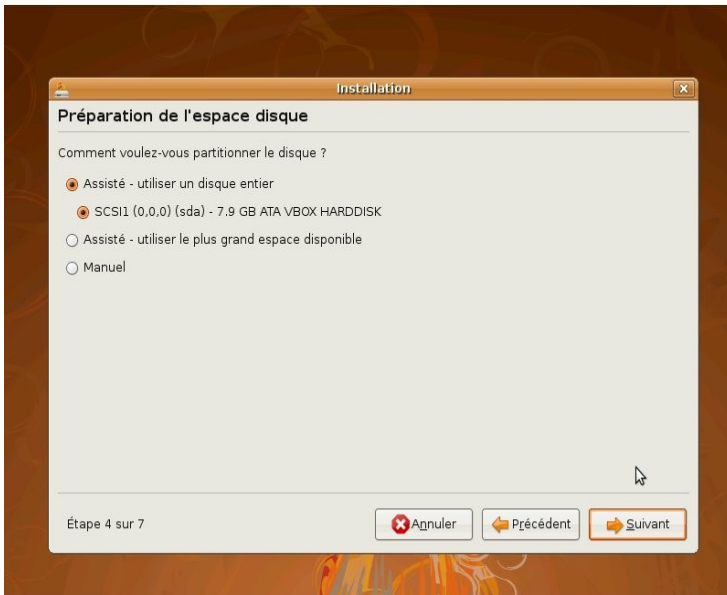 Installation
Préparation de l'espace disque
Comment voulez-vous partitionner le disque ?
Assisté - utiliser un disque entier
SCSI1 (0,0,0) (sda) - 7.9 GB ATA VBOX HARDDISK
Assisté - utiliser le plus grand espace disponible
Manuel
Étape 4 sur 7
Annuler
Précédent
Suivant